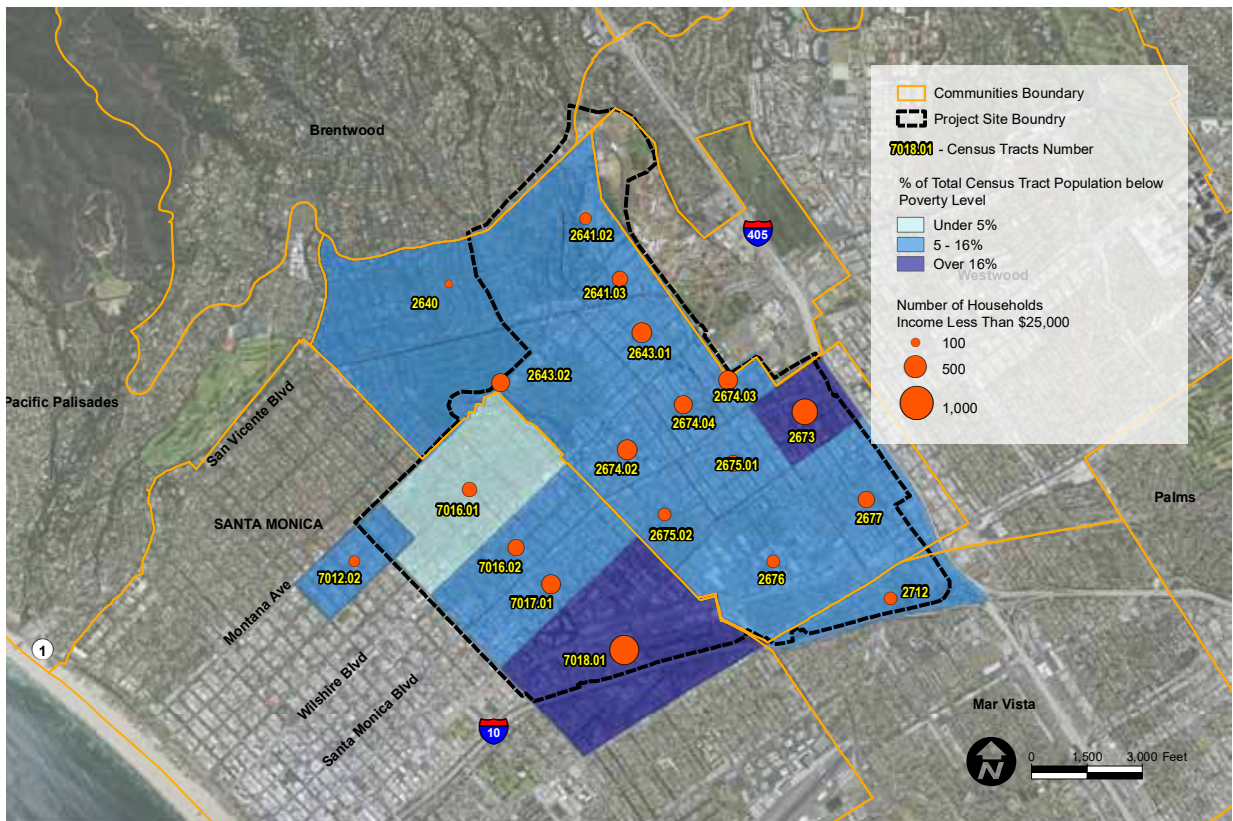 Communities Boundary
Project Site Boundry
7018.01 - Census Tracts Number
% of Total Census Tract Population below
Poverty Level
Under 5%
5 - 16%
Over 16%
Westwood
Number of Households
Income Less Than $25,000
100
500
1,000
Brentwood
405
2641.02
2641.03
2640
2643.01
2643.02
2674.03
Pacific Palisades
San Vicente Blvd
2674.04
2673
2674.02
2675.01
Palms
7016.01
2677
SANTA MONICA
2675.02
7016.02
2676
7012.02
7017.01
2712
Montana Ave
1
7018.01
Wilshire Blvd
Santa Monica Blvd
10
Mar Vista
N
0 1,500 3,000 Feet